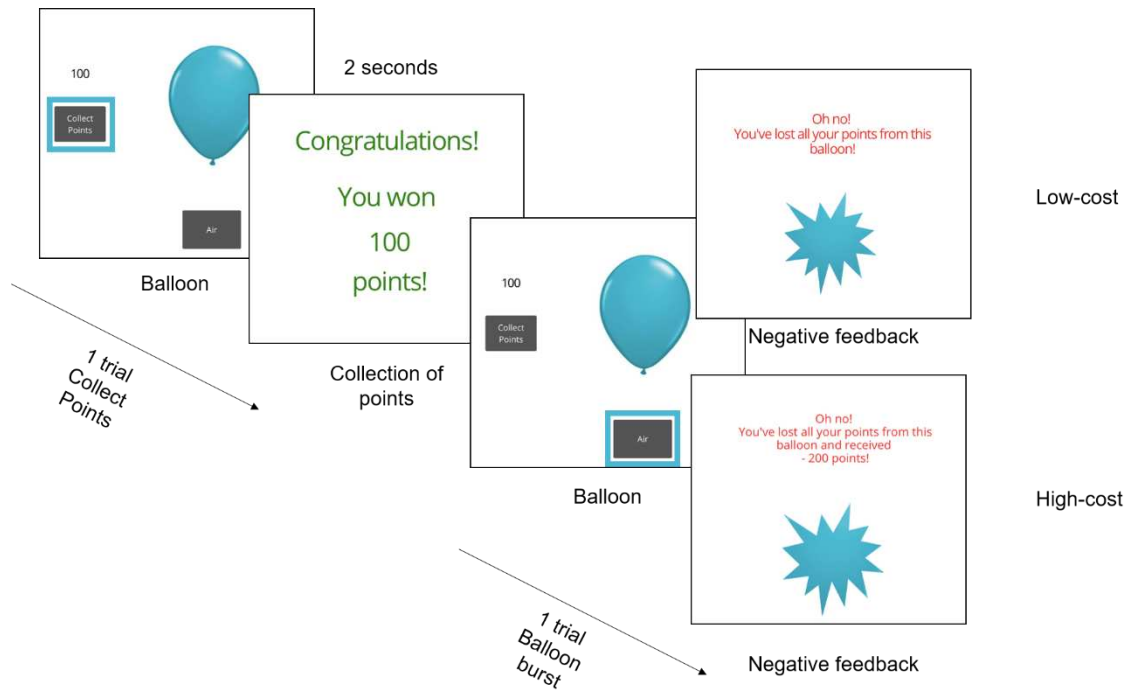 100
Collect
Points
Air
Balloon
2 seconds
Congratulations!
You won
100
points!
Collection of
points
1 trial
Collect
Points
100
Collect
Points
Air
Balloon
Oh no!
You've lost all your points from this
balloon!
Negative feedback
Low-cost
Oh no!
You've lost all your points from this
balloon and received
- 200 points!
Negative feedback
High-cost
1 trial
Balloon
burst